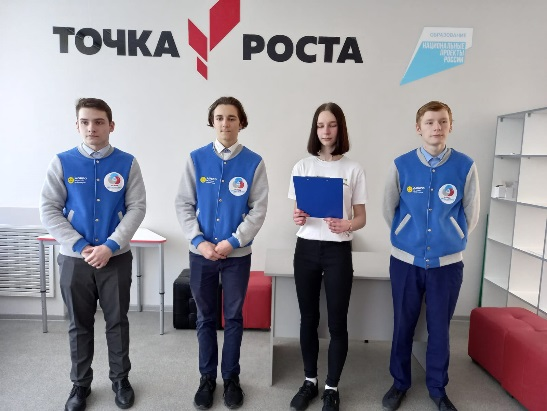 ТОЧКА РОСТА
ОБРАЗОВАНИЕ
НАЦИОНАЛЬНЫЕ
ПРОЕКТЫ
РОССИИ